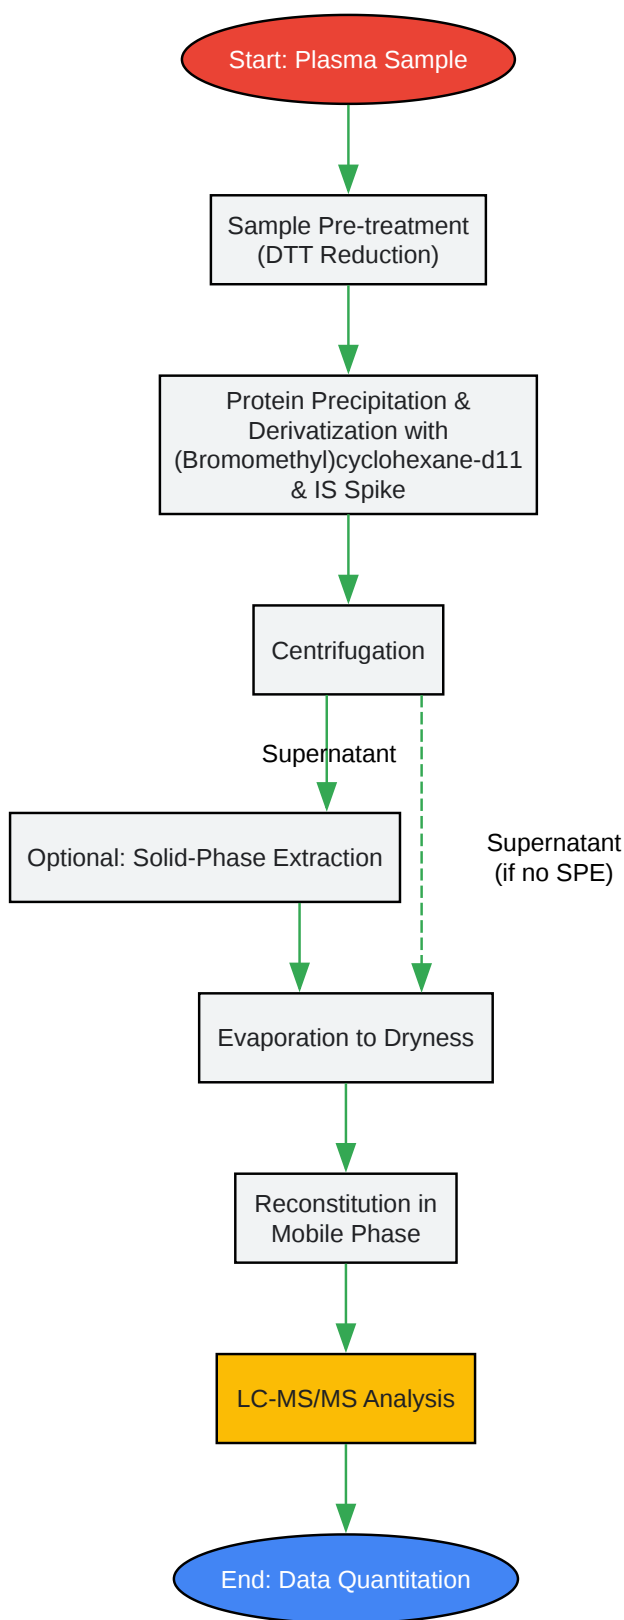 Start: Plasma Sample
Sample Pre-treatment
(DTT Reduction)
Protein Precipitation &
Derivatization with
(Bromomethyl)cyclohexane-d11
& IS Spike
Centrifugation
Supernatant
Optional: Solid-Phase Extraction
Supernatant
(if no SPE)
Evaporation to Dryness
Reconstitution in
Mobile Phase
LC-MS/MS Analysis
End: Data Quantitation